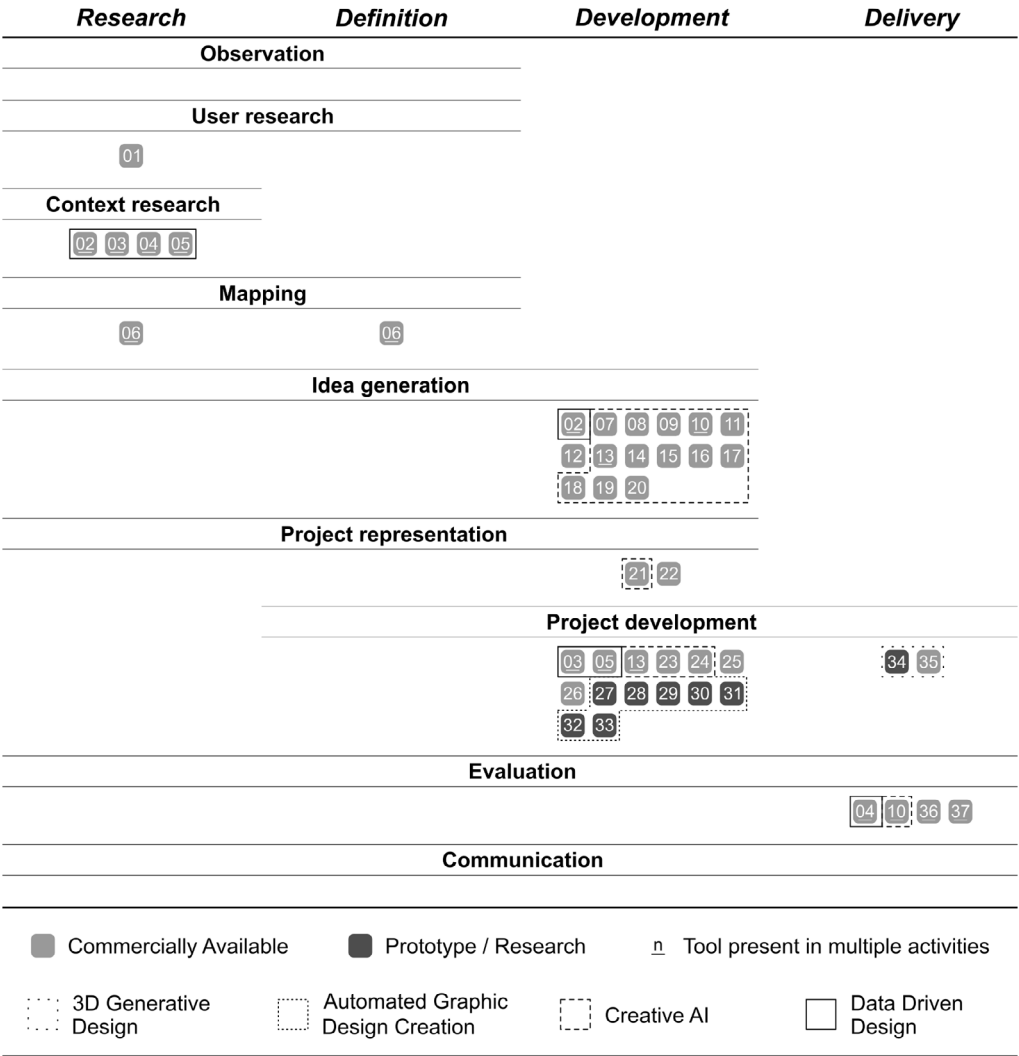 Research Definition Development Delivery
Observation
User research
01
Context research
02 03 04 05
Mapping
06 06
Idea generation
02 07 08 09 10 11
12 13 14 15 16 17
18 19 20
Project representation
21 22
Project development
03 05 13 23 24 25 34 35
26 27 28 29 30 31
32 33
Evaluation
04 10 36 37
Communication
Commercially Available Prototype / Research n Tool present in multiple activities
3D Generative
Design
Automated Graphic
Design Creation
Creative AI
Data Driven
Design